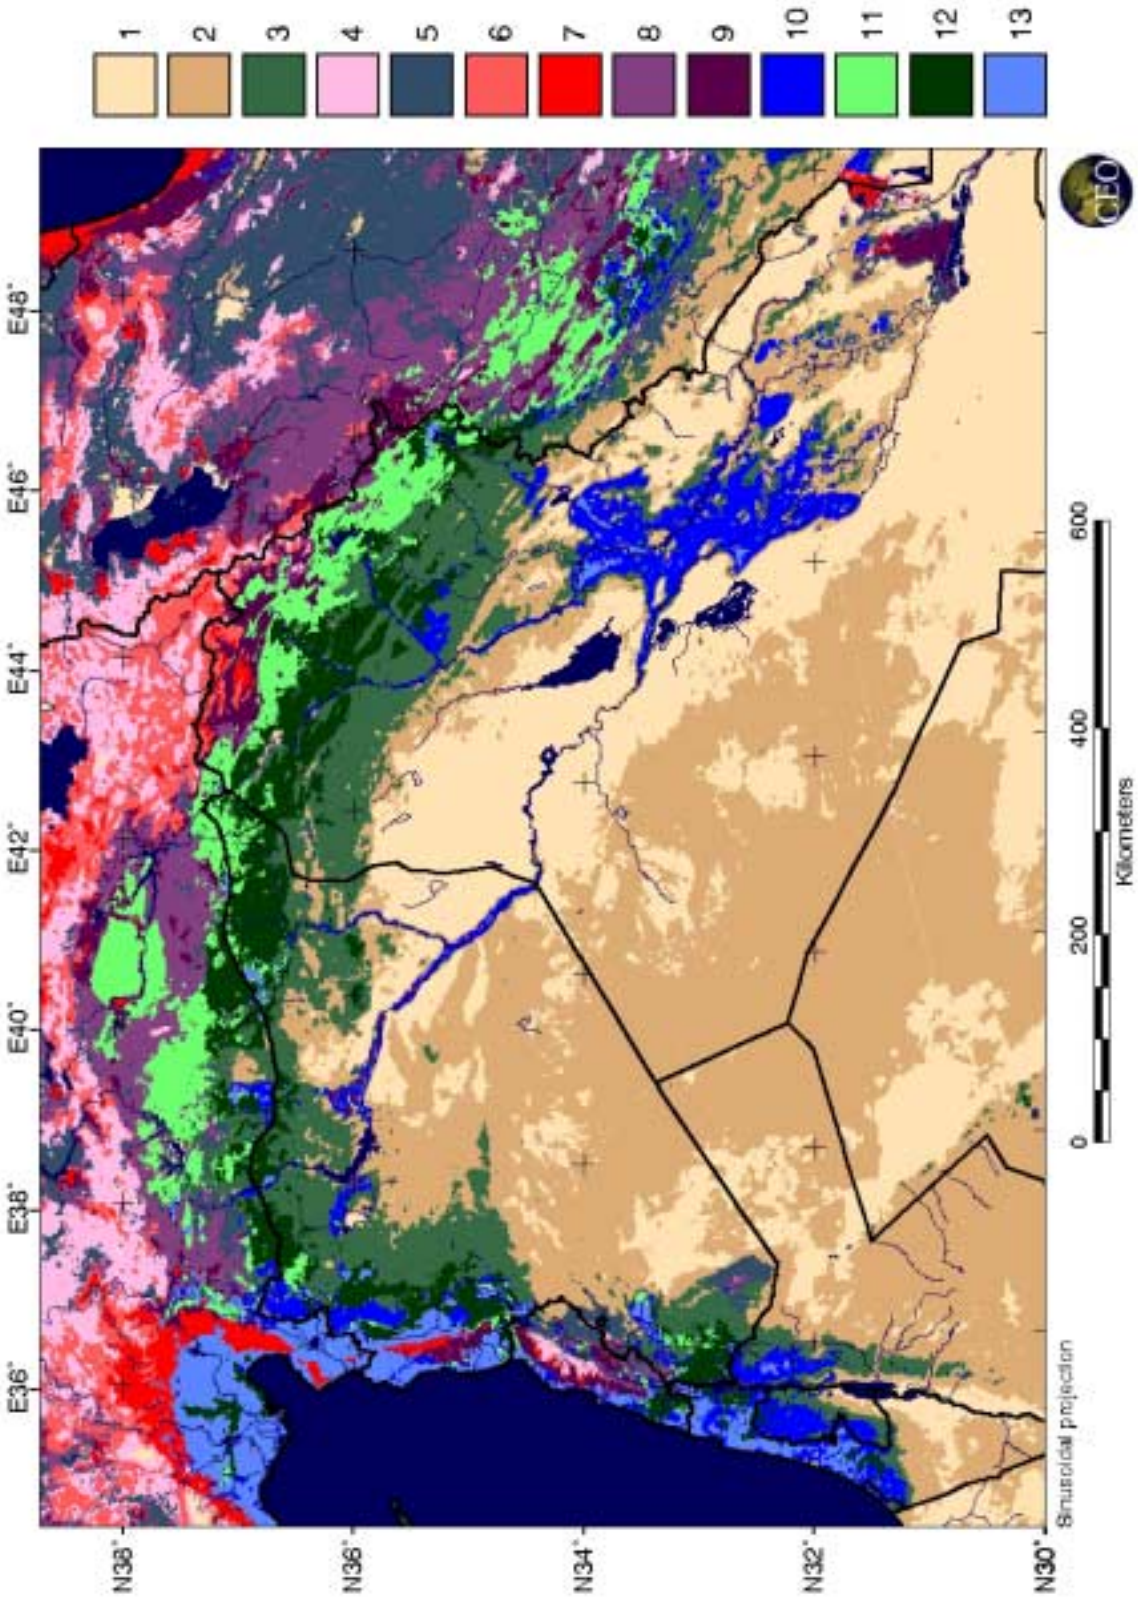 1 2 3 4 5 6 7 8 9 10 11 12 13
E36° E38° E40° E42° E44° E46° E48°
N38°
N36°
N34°
N32°
N30°
CEO
0 200 400 600
Kilometers
Sinusoidal projection